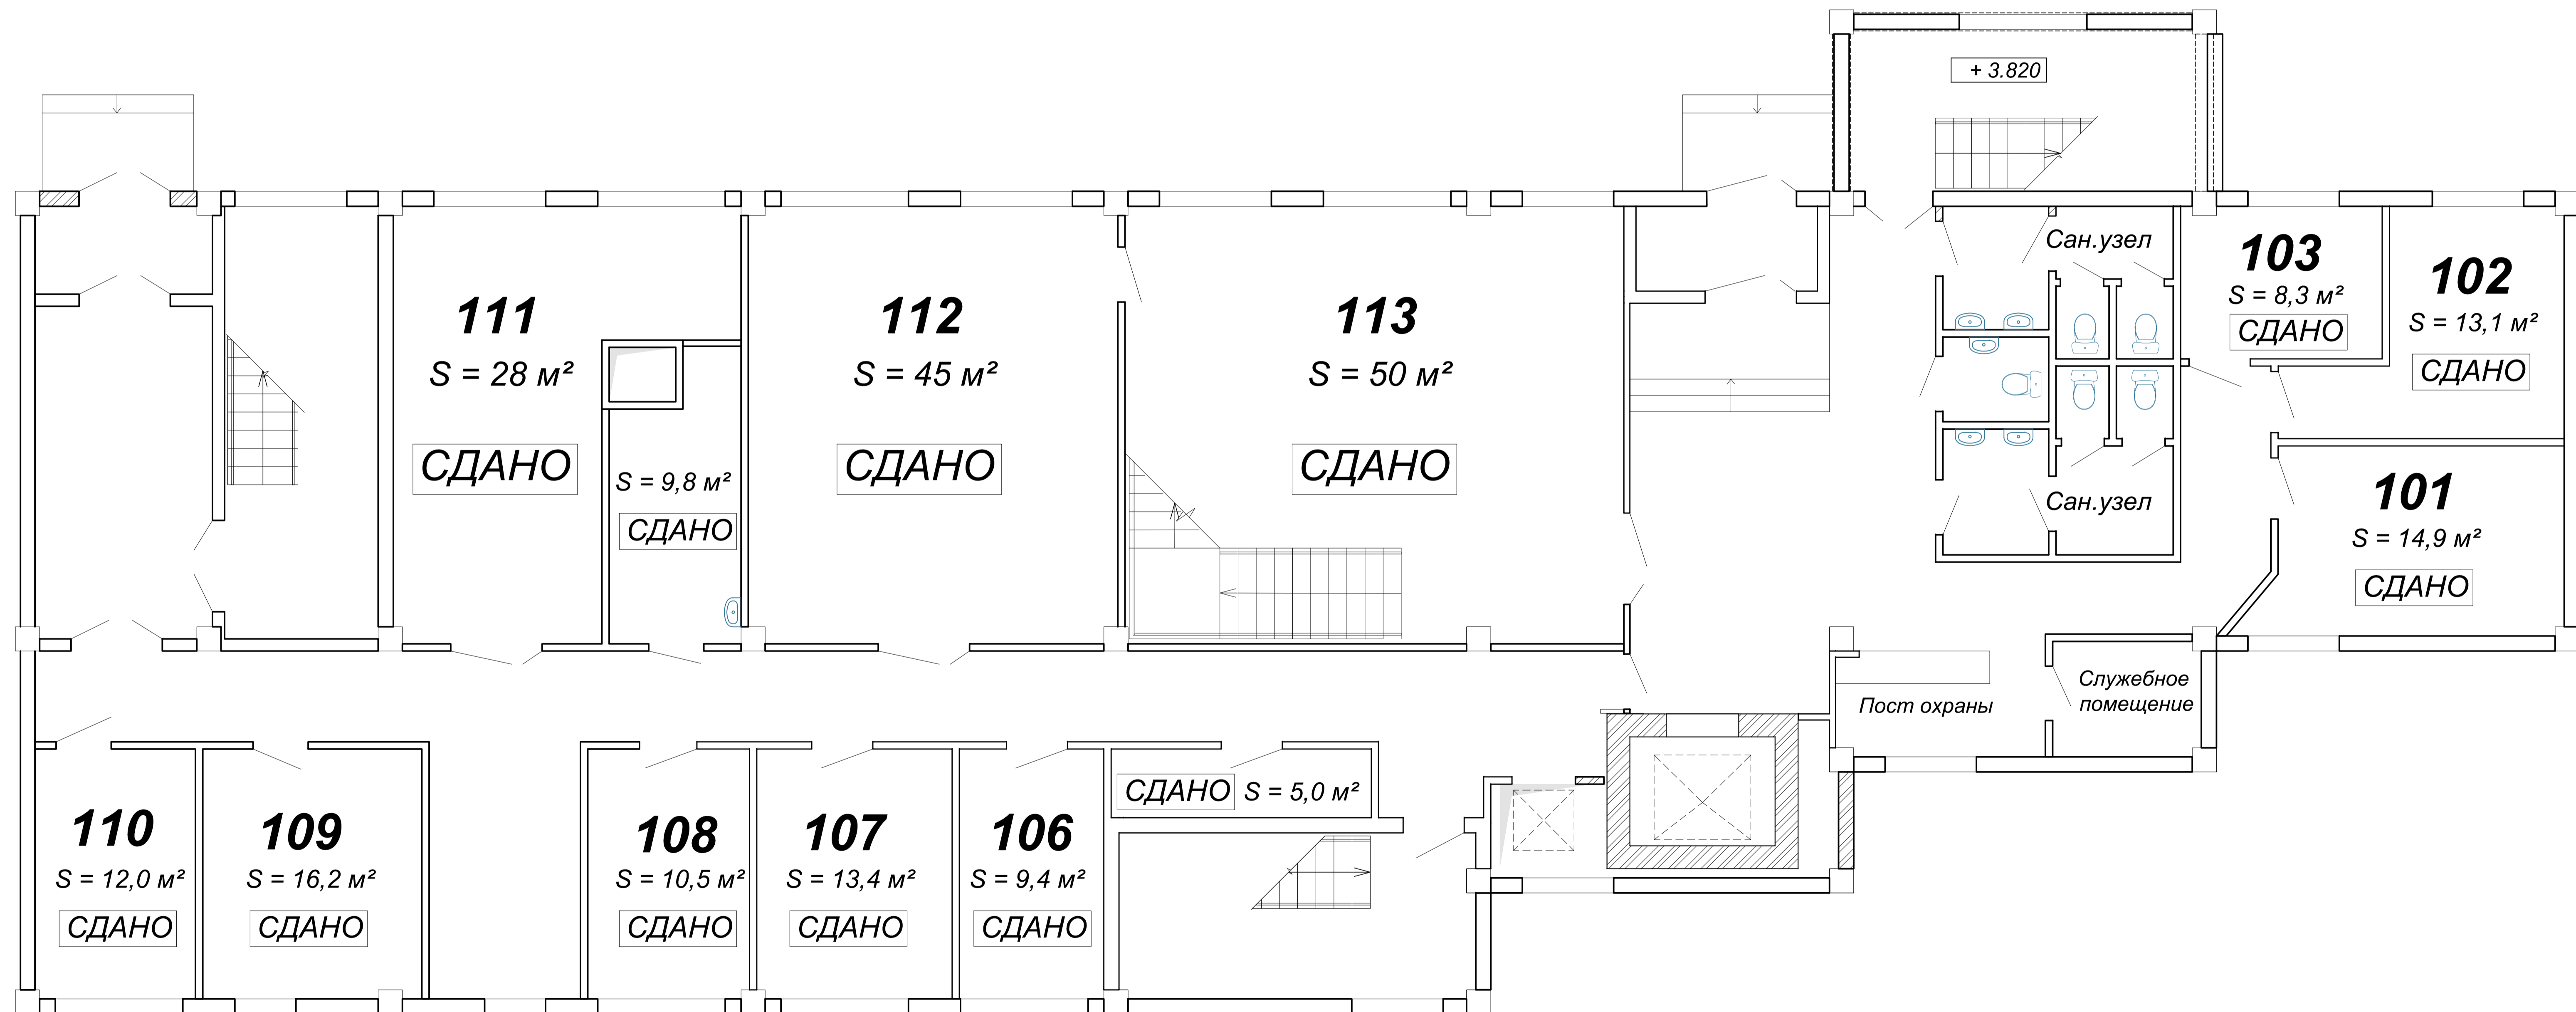 + 3.820
Сан.узел
103
S = 8,3 м²
СДАНО
102
S = 13,1 м²
СДАНО
111
S = 28 м²
СДАНО
112
S = 45 м²
СДАНО
113
S = 50 м²
СДАНО
S = 9,8 м²
СДАНО
Сан.узел
101
S = 14,9 м²
СДАНО
Пост охраны
Служебное
помещение
110
S = 12,0 м²
СДАНО
109
S = 16,2 м²
СДАНО
108
S = 10,5 м²
СДАНО
107
S = 13,4 м²
СДАНО
106
S = 9,4 м²
СДАНО
СДАНО S = 5,0 м²